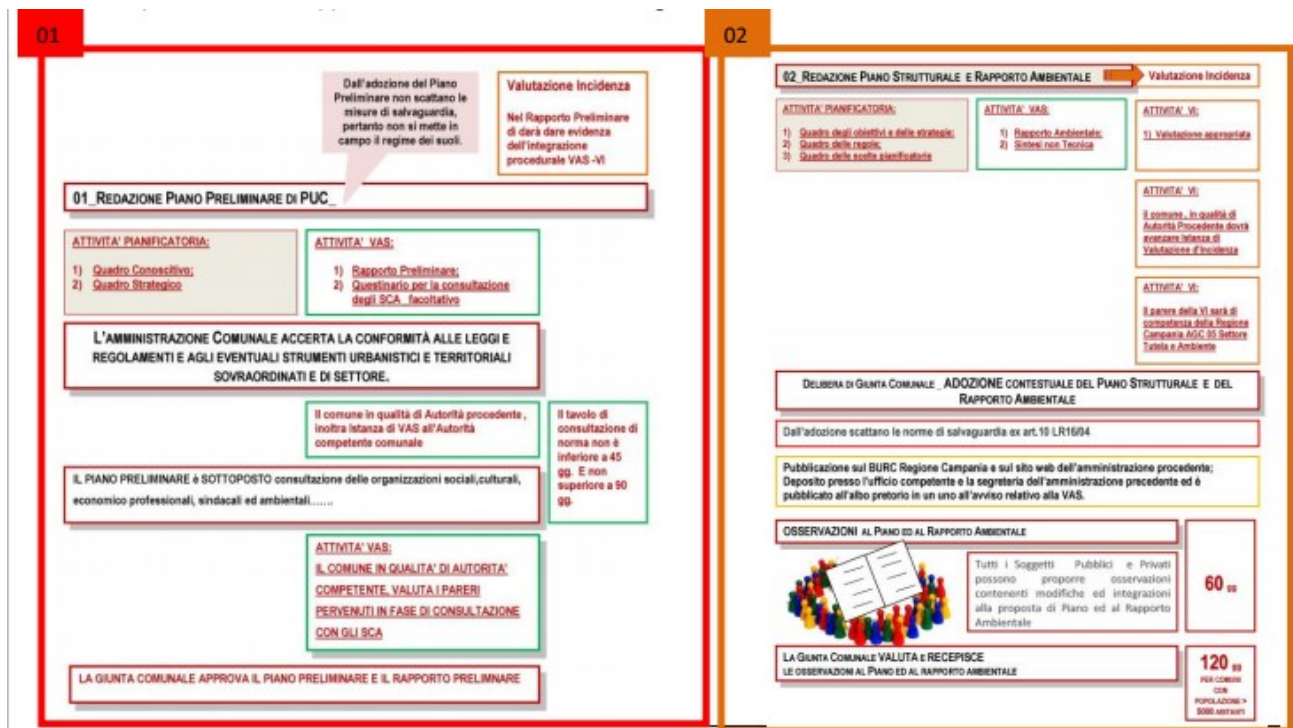 01
Dall'adozione del Piano
Preliminare non scattano le
misure di salvaguardia,
pertanto non si mette in
campo il regime dei suoli.
Valutazione Incidenza
Nel Rapporto Preliminare
di darà dare evidenza
dell'integrazione
procedurale VAS -VI
01_REDAZIONE PIANO PRELIMINARE DI PUC_
ATTIVITA' PIANIFICATORIA:
1) Quadro Conoscitivo;
2) Quadro Strategico
ATTIVITA' VAS:
1) Rapporto Preliminare;
2) Questinario per la consultazione
degli SCA_facoltativo
L'AMMINISTRAZIONE COMUNALE ACCERTA LA CONFORMITÀ ALLE LEGGI E
REGOLAMENTI E AGLI EVENTUALI STRUMENTI URBANISTICI E TERRITORIALI
SOVRAORDINATI E DI SETTORE.
Il comune in qualità di Autorità procedente ,
inoltra Istanza di VAS all'Autorità
competente comunale
Il tavolo di
consultazione di
norma non è
inferiore a 45
gg. E non
superiore a 90
gg.
IL PIANO PRELIMINARE è SOTTOPOSTO consultazione delle organizzazioni sociali,culturali,
economico professionali, sindacali ed ambientali.......
ATTIVITA' VAS:
IL COMUNE IN QUALITA' DI AUTORITA'
COMPETENTE, VALUTA I PARERI
PERVENUTI IN FASE DI CONSULTAZIONE
CON GLI SCA
LA GIUNTA COMUNALE APPROVA IL PIANO PRELIMINARE E IL RAPPORTO PRELIMNARE
02
02_REDAZIONE PIANO STRUTTURALE E RAPPORTO AMBIENTALE
Valutazione Incidenza
ATTIVITA' PIANIFICATORIA:
1) Quadro degli obiettivi e delle strategie;
2) Quadro delle regole;
3) Quadro delle scelte pianificatorie
ATTIVITA' VAS:
1) Rapporto Ambientale;
2) Sintesi non Tecnica
ATTIVITA' VI:
1) Valutazione appropriata
ATTIVITA' VI:
Il comune , in qualità di
Autorità Procedente dovrà
avanzare Istanza di
Valutazione d'Incidenza
ATTIVITA' VI:
Il parere della VI sarà di
competenza della Regione
Campania AGC 05 Settore
Tutela e Ambiente
DELIBERA DI GIUNTA COMUNALE _ ADOZIONE CONTESTUALE DEL PIANO STRUTTURALE E DEL
RAPPORTO AMBIENTALE
Dall'adozione scattano le norme di salvaguardia ex art.10 LR16/04
Pubblicazione sul BURC Regione Campania e sul sito web dell'amministrazione procedente;
Deposito presso l'ufficio competente e la segreteria dell'amministrazione precedente ed è
pubblicato all'albo pretorio in un uno all'avviso relativo alla VAS.
OSSERVAZIONI AL PIANO ED AL RAPPORTO AMBIENTALE
Tutti i Soggetti Pubblici e Privati
possono proporre osservazioni
contenenti modifiche ed integrazioni
alla proposta di Piano ed al Rapporto
Ambientale
60 gg
LA GIUNTA COMUNALE VALUTA E RECEPISCE
LE OSSERVAZIONI AL PIANO ED AL RAPPORTO AMBIENTALE
120 gg
PER COMUNI
CON
POPOLAZIONE >
5000 ABITANTI